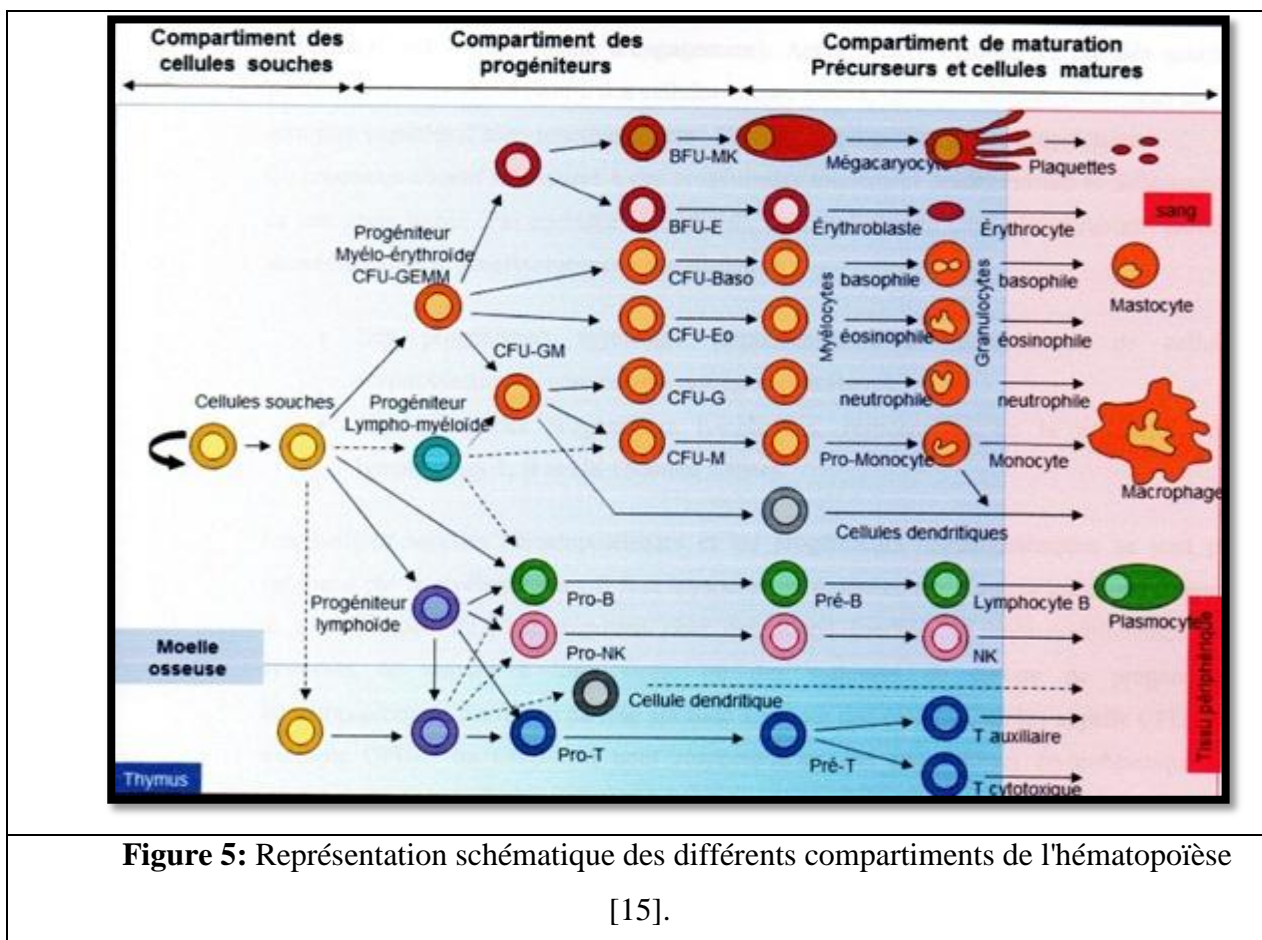 Compartiment des
cellules souches
Compartiment des
progéniteurs
Compartiment de maturation
Précurseurs et cellules matures
BFU-MK
Mégacaryocyte
Plaquettes
sang
BFU-E
Érythroblaste
Érythrocyte
Progéniteur
Myélo-érythroïde
CFU-GEMM
CFU-Baso
Myélocytes
basophile
Granulocytes
basophile
Mastocyte
CFU-Eo
éosinophile
éosinophile
CFU-GM
CFU-G
neutrophile
neutrophile
Cellules souches
Progéniteur
Lympho-myéloïde
CFU-M
Pro-Monocyte
Monocyte
Macrophage
Cellules dendritiques
Progéniteur
lymphoïde
Pro-B
Pré-B
Lymphocyte B
Plasmocyte
Moelle
osseuse
Pro-NK
NK
Tissu périphérique
Cellule dendritique
Pro-T
Pré-T
T auxiliaire
T cytotoxique
Thymus
Figure 5: Représentation schématique des différents compartiments de l'hématopoïèse
[15].